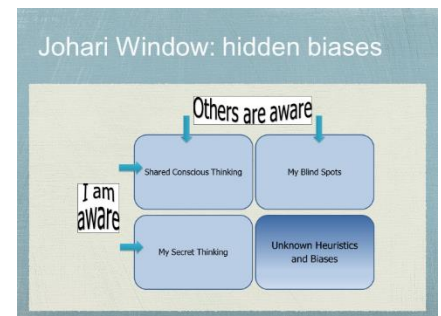 Johari Window: hidden biases
Others are aware
Shared Conscious Thinking
My Blind Spots
I am
aware
My Secret Thinking
Unknown Heuristics
and Biases